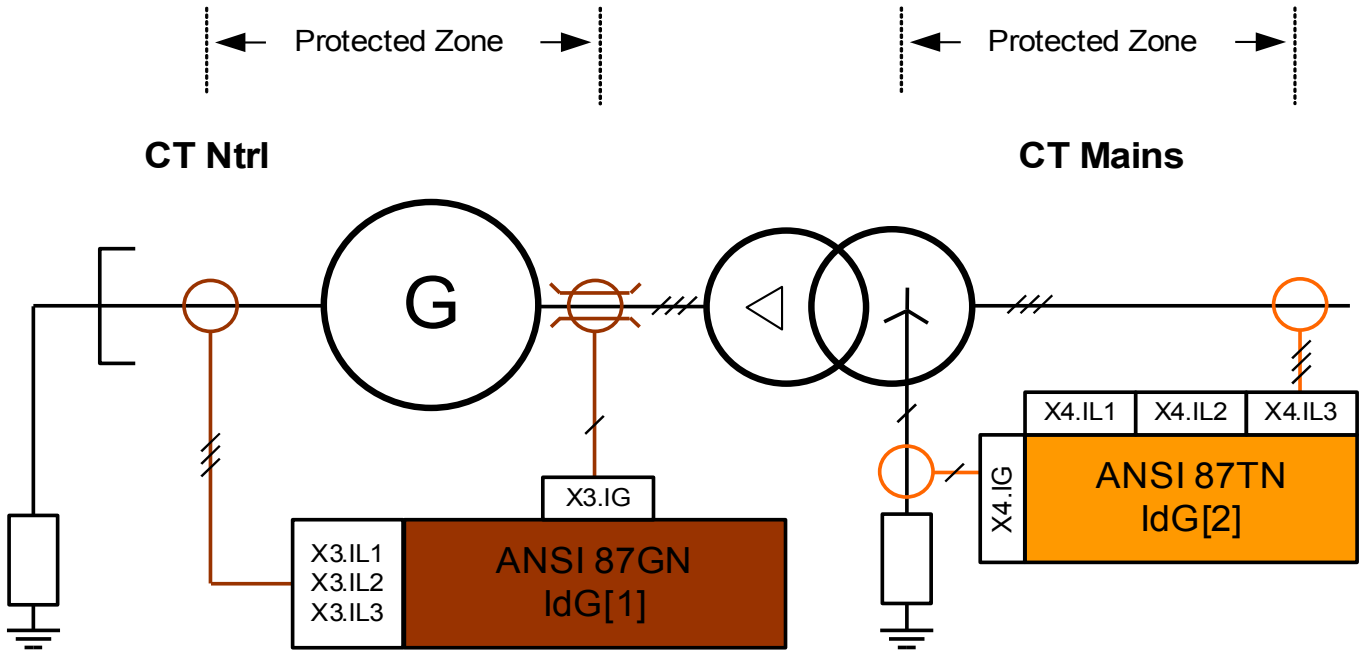 Protected Zone
Protected Zone
CT Ntrl
CT Mains
G
X4.IL1
X4.IL2
X4.IL3
X4.IG
ANSI 87TN
IdG[2]
X3.IG
X3.IL1
X3.IL2
X3.IL3
ANSI 87GN
IdG[1]